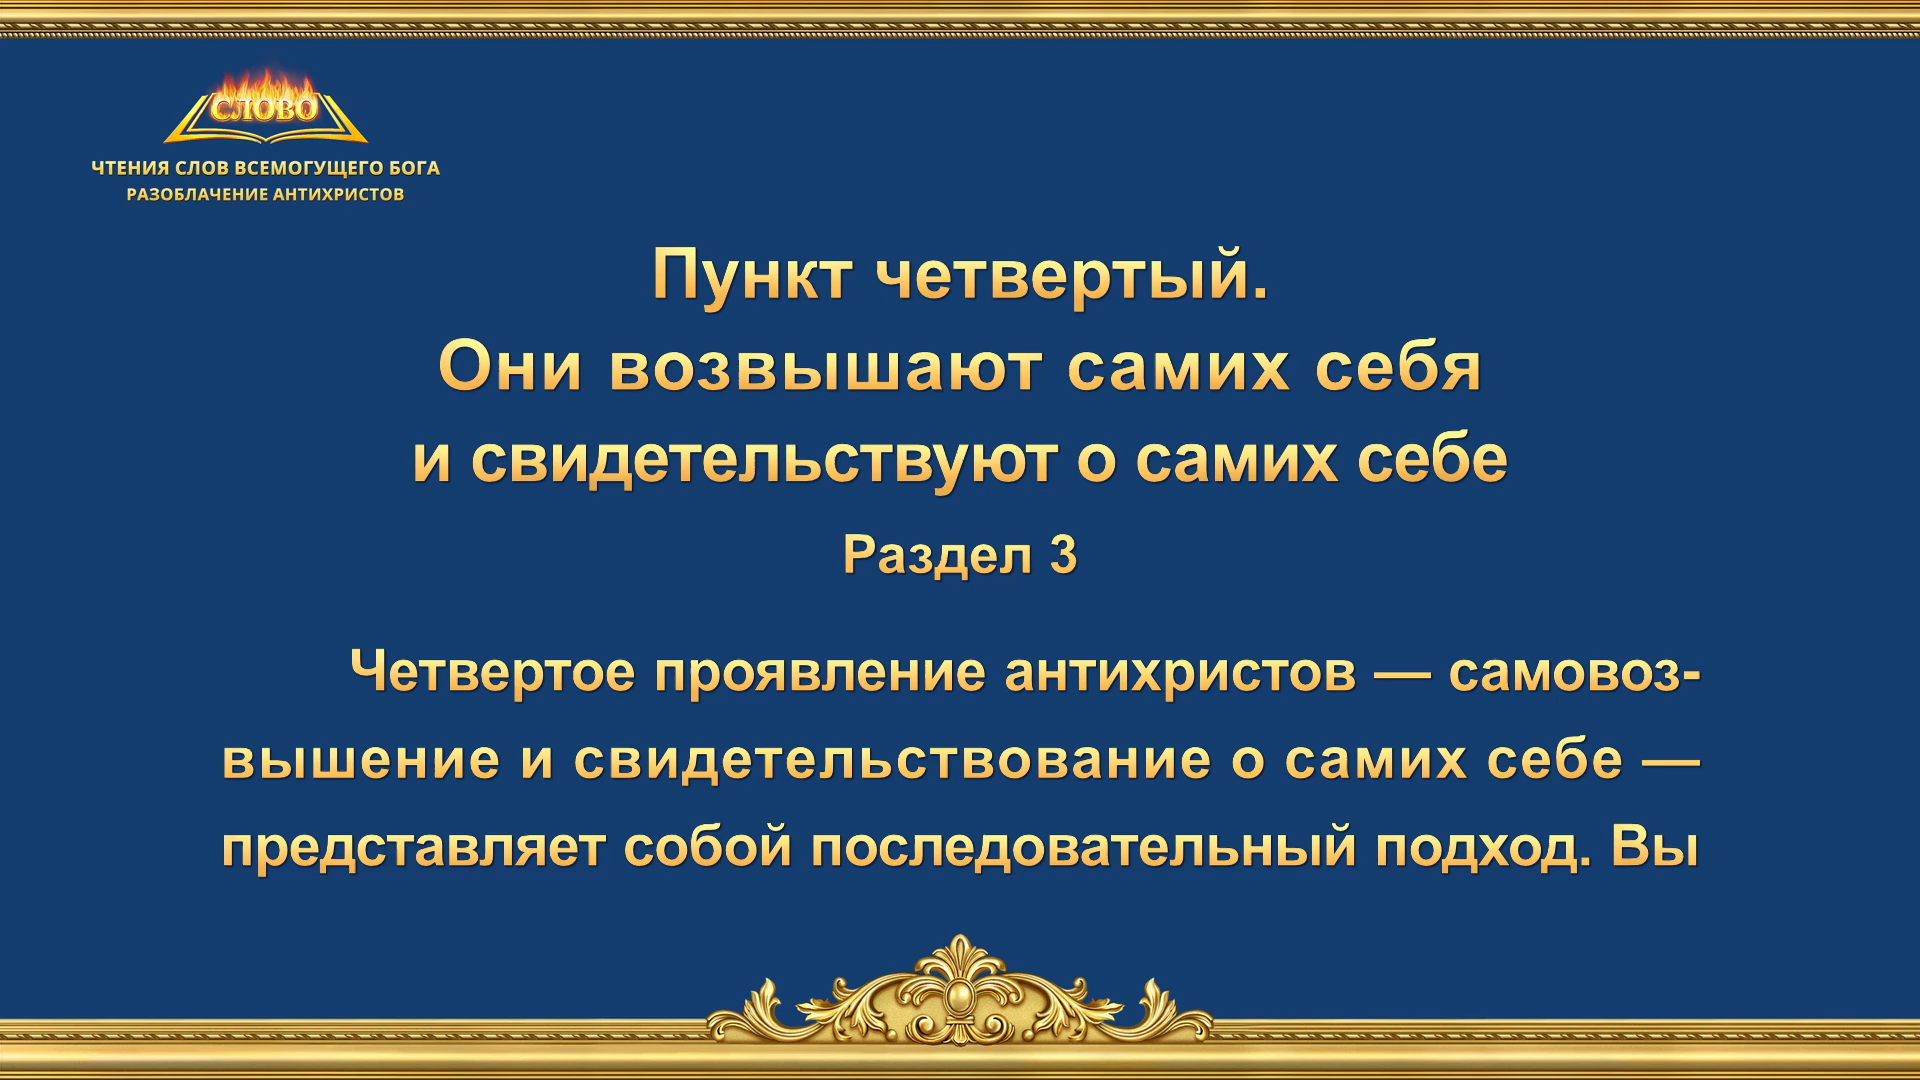 СЛОВО
ЧТЕНИЯ СЛОВ ВСЕМОГУЩЕГО БОГА
РАЗОБЛАЧЕНИЕ АНТИХРИСТОВ
Пункт четвертый.
Они возвышают самих себя
и свидетельствуют о самих себе
Раздел 3
Четвертое проявление антихристов — самовоз-
вышение и свидетельствование о самих себе —
представляет собой последовательный подход. Вы